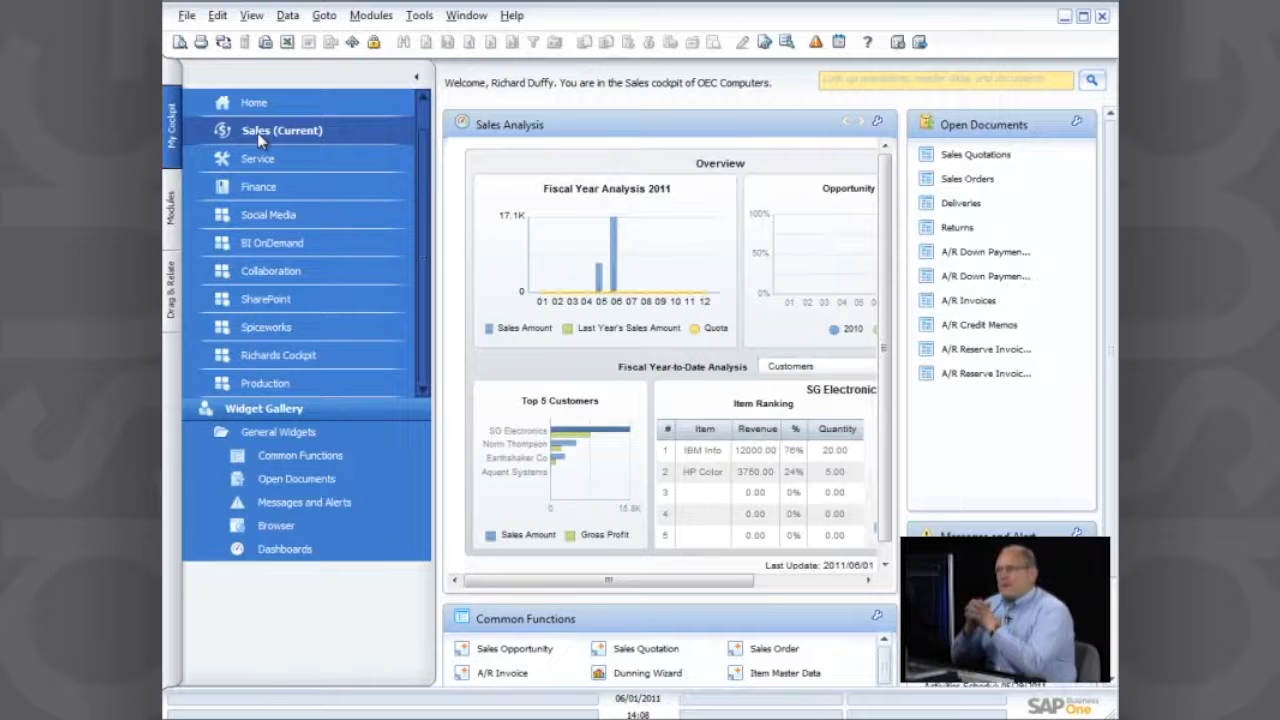 File Edit View Data Goto Modules Tools Window Help
Welcome, Richard Duffy. You are in the Sales cockpit of OEC Computers.
My Cockpit
Modules
Drag & Relate
Home
Sales (Current)
Service
Finance
Social Media
BI OnDemand
Collaboration
SharePoint
Spiceworks
Richards Cockpit
Production
Widget Gallery
General Widgets
Common Functions
Open Documents
Messages and Alerts
Browser
Dashboards
Sales Analysis
Overview
Fiscal Year Analysis 2011
17.1K
0
01 02 03 04 05 06 07 08 09 10 11 12
Sales Amount Last Year's Sales Amount Quota
Opportunity
100%
50%
0%
01 02 03 04 05
2010
Fiscal Year-to-Date Analysis Customers
Top 5 Customers
SG Electronics
Norm Thompson
Earthshaker Co
Aquent Systems
0 15.8K
Sales Amount Gross Profit
SG Electronic
Item Ranking
# Item Revenue % Quantity
1 IBM Info 12000.00 76% 20.00
2 HP Color 3750.00 24% 5.00
3 0.00 0% 0.00
4 0.00 0% 0.00
5 0.00 0% 0.00
Last Update: 2011/06/01
Common Functions
Sales Opportunity Sales Quotation Sales Order
A/R Invoice Dunning Wizard Item Master Data
Open Documents
Sales Quotations
Sales Orders
Deliveries
Returns
A/R Down Paymen...
A/R Down Paymen...
A/R Invoices
A/R Credit Memos
A/R Reserve Invoic...
A/R Reserve Invoic...
06/01/2011
14:08
SAP Business One